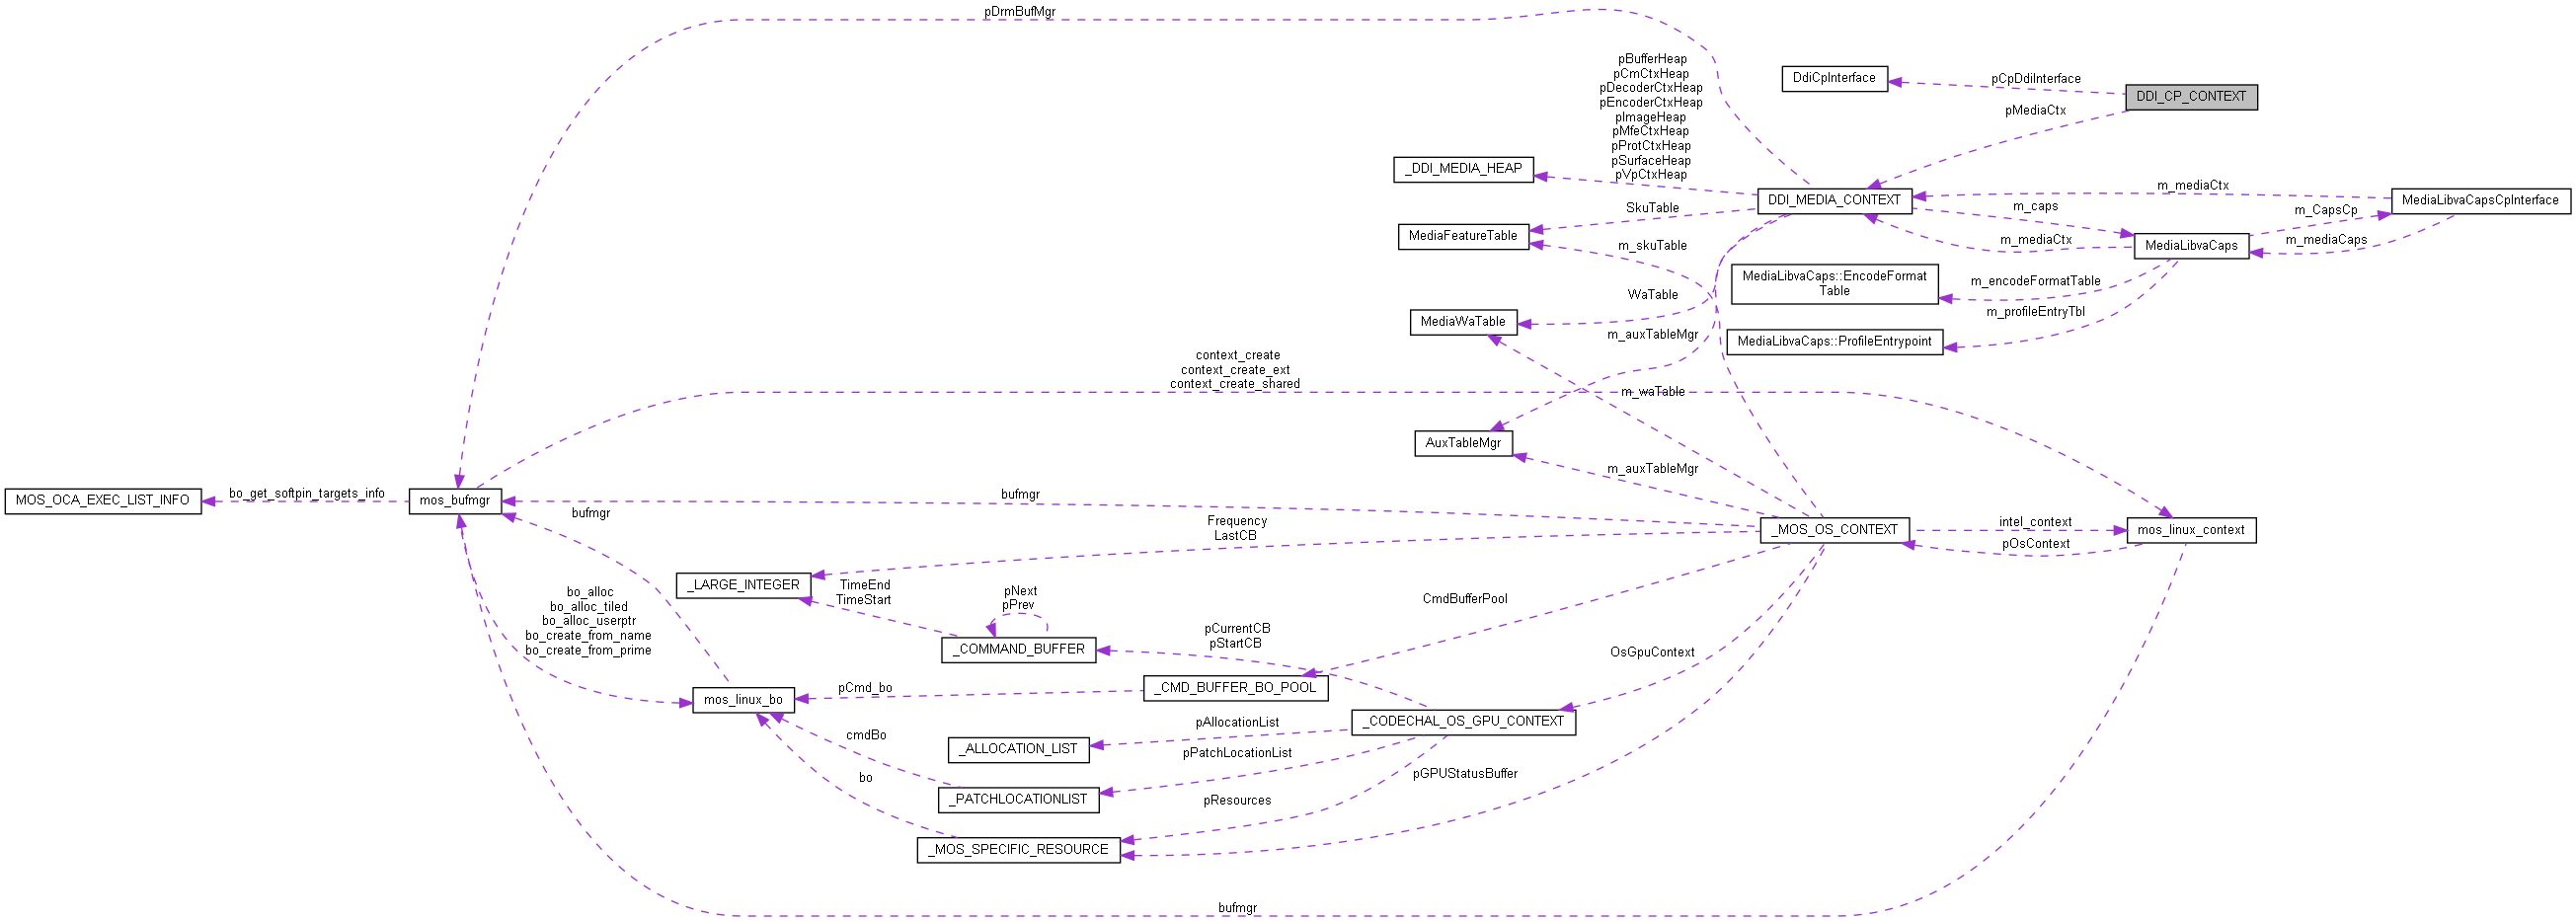 pDrmBufMgr
pBufferHeap
pCmCtxHeap
pDecoderCtxHeap
pEncoderCtxHeap
pImageHeap
pMfeCtxHeap
pProtCtxHeap
pSurfaceHeap
pVpCtxHeap
DdiCpInterface
pCpDdiInterface
DDI_CP_CONTEXT
pMediaCtx
_DDI_MEDIA_HEAP
DDI_MEDIA_CONTEXT
m_mediaCtx
MediaLibvaCapsCpInterface
SkuTable
m_caps
m_CapsCp
MediaFeatureTable
m_skuTable
m_mediaCtx
MediaLibvaCaps
m_mediaCaps
MediaLibvaCaps::EncodeFormat
Table
m_encodeFormatTable
WaTable
m_profileEntryTbl
MediaWaTable
m_auxTableMgr
MediaLibvaCaps::ProfileEntrypoint
context_create
context_create_ext
context_create_shared
m_waTable
AuxTableMgr
m_auxTableMgr
MOS_OCA_EXEC_LIST_INFO
bo_get_softpin_targets_info
mos_bufmgr
bufmgr
bufmgr
Frequency
LastCB
_MOS_OS_CONTEXT
intel_context
pOsContext
mos_linux_context
_LARGE_INTEGER
TimeEnd
TimeStart
pNext
pPrev
CmdBufferPool
bo_alloc
bo_alloc_tiled
bo_alloc_userptr
bo_create_from_name
bo_create_from_prime
_COMMAND_BUFFER
pCurrentCB
pStartCB
OsGpuContext
mos_linux_bo
pCmd_bo
_CMD_BUFFER_BO_POOL
_CODECHAL_OS_GPU_CONTEXT
pAllocationList
cmdBo
_ALLOCATION_LIST
pPatchLocationList
bo
pGPUStatusBuffer
_PATCHLOCATIONLIST
pResources
_MOS_SPECIFIC_RESOURCE
bufmgr